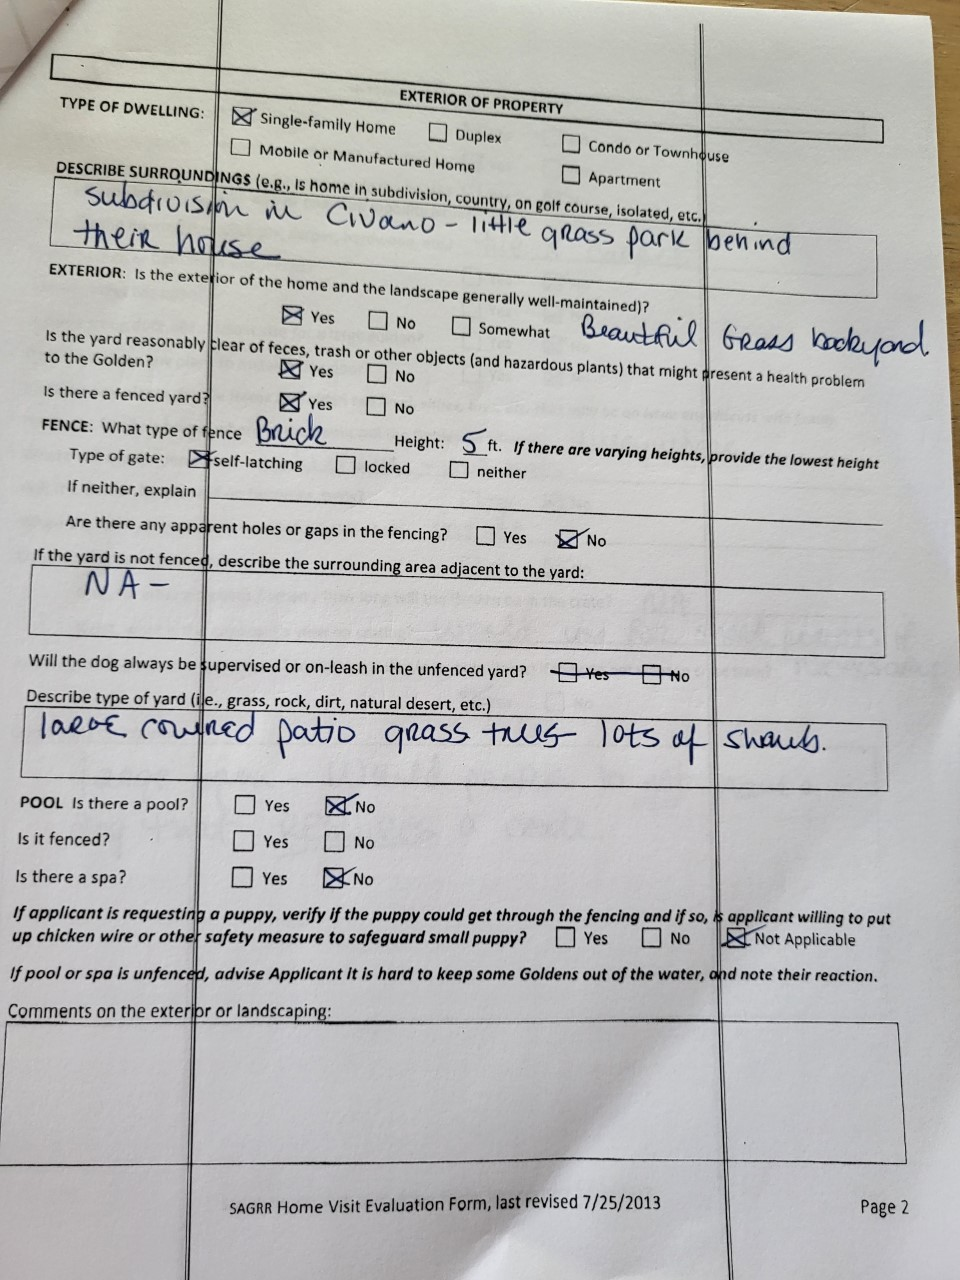 EXTERIOR OF PROPERTY
TYPE OF DWELLING: ☒ Single-family Home ☐ Duplex ☐ Condo or Townhouse
☐ Mobile or Manufactured Home ☐ Apartment
DESCRIBE SURROUNDINGS (e.g., is home in subdivision, country, on golf course, isolated, etc.)
subdivision in Civano - little grass park behind
their house
EXTERIOR: Is the exterior of the home and the landscape generally well-maintained)?
☒ Yes ☐ No ☐ Somewhat Beautiful Grass backyard
Is the yard reasonably clear of feces, trash or other objects (and hazardous plants) that might present a health problem
to the Golden? ☒ Yes ☐ No
Is there a fenced yard? ☒ Yes ☐ No
FENCE: What type of fence Brick Height: 5 ft. If there are varying heights, provide the lowest height
Type of gate: ☒ self-latching ☐ locked ☐ neither
If neither, explain
Are there any apparent holes or gaps in the fencing? ☐ Yes ☒ No
If the yard is not fenced, describe the surrounding area adjacent to the yard:
NA -
Will the dog always be supervised or on-leash in the unfenced yard? ☐ Yes ☐ No
Describe type of yard (i.e., grass, rock, dirt, natural desert, etc.)
large covered patio grass trees lots of shrubs.
POOL Is there a pool? ☐ Yes ☒ No
Is it fenced? ☐ Yes ☐ No
Is there a spa? ☐ Yes ☒ No
If applicant is requesting a puppy, verify if the puppy could get through the fencing and if so, is applicant willing to put
up chicken wire or other safety measure to safeguard small puppy? ☐ Yes ☐ No ☒ Not Applicable
If pool or spa is unfenced, advise Applicant It is hard to keep some Goldens out of the water, and note their reaction.
Comments on the exterior or landscaping:
SAGRR Home Visit Evaluation Form, last revised 7/25/2013 Page 2